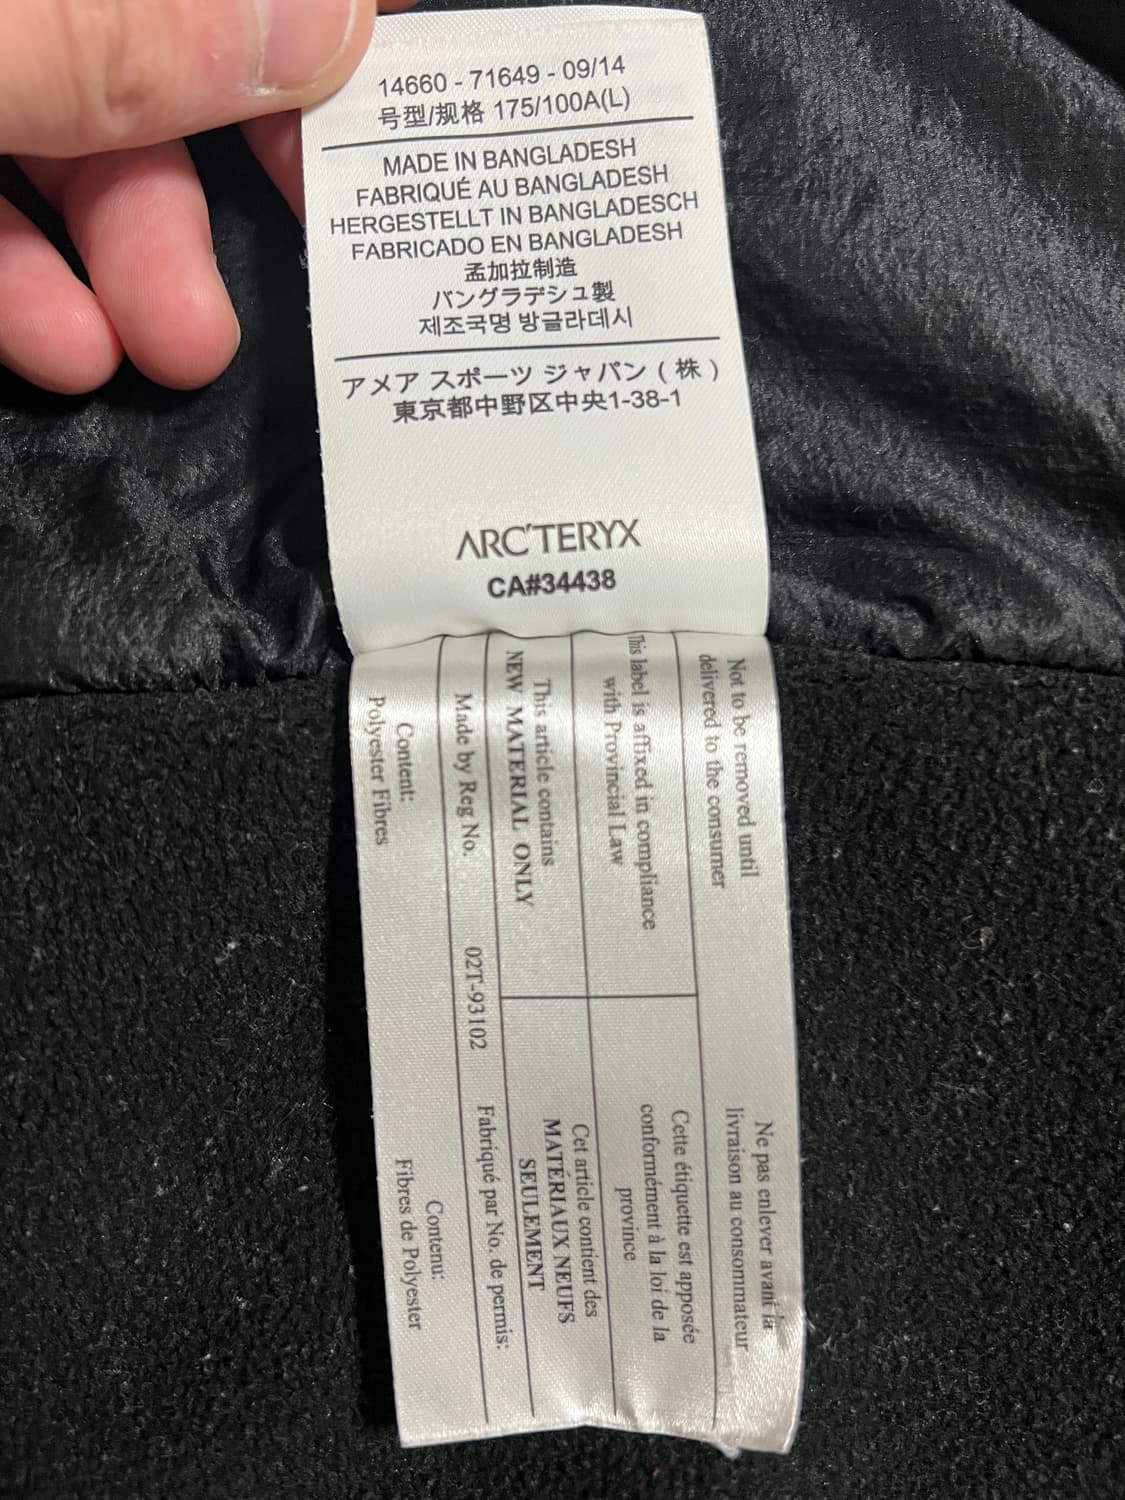 14660 - 71649 - 09/14
号型/规格 175/100A(L)
MADE IN BANGLADESH
FABRIQUÉ AU BANGLADESH
HERGESTELLT IN BANGLADESCH
FABRICADO EN BANGLADESH
孟加拉制造
バングラデシュ製
제조국명 방글라데시
アメア スポーツ ジャパン ( 株 )
東京都中野区中央1-38-1
ARC'TERYX
CA#34438
Not to be removed until
delivered to the consumer
Ne pas enlever avant la
livraison au consommateur
This label is affixed in compliance
with Provincial Law
Cette étiquette est apposée
conformément à la loi de la
province
This article contains
NEW MATERIAL ONLY
Cet article contient des
MATÉRIAUX NEUFS
SEULEMENT
Made by Reg No. 02T-93102 Fabriqué par No. de permis:
Content:
Polyester Fibres
Contenu:
Fibres de Polyester